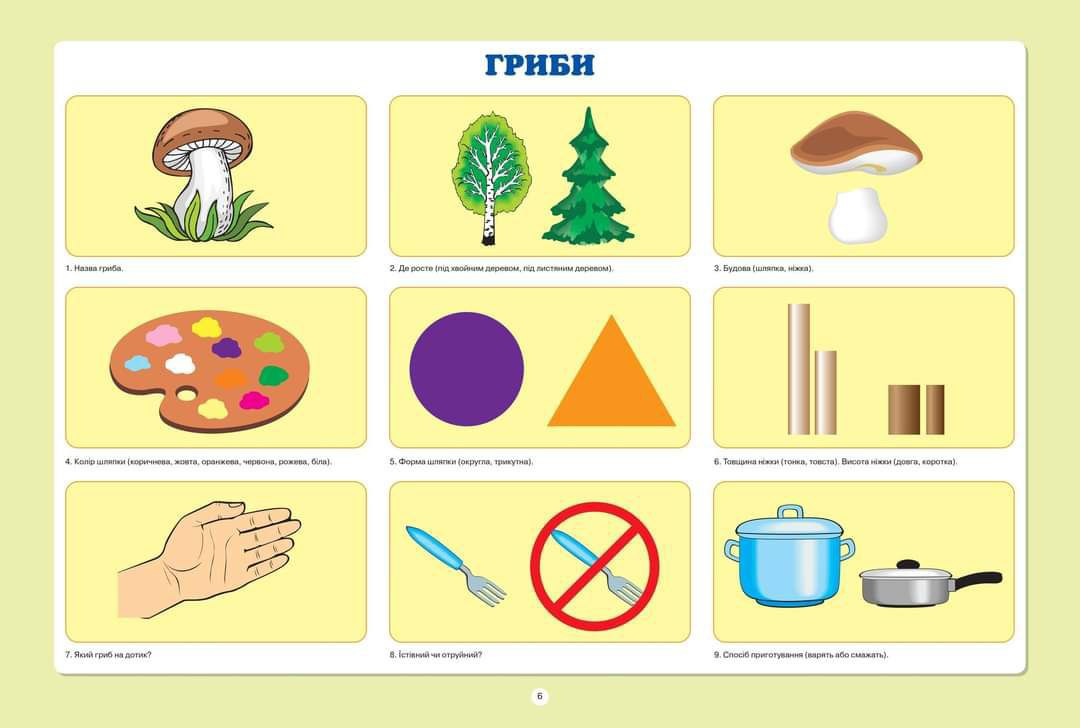 ГРИБИ
1. Назва гриба.
2. Де росте (під хвойним деревом, під листяним деревом).
3. Будова (шляпка, ніжка).
4. Колір шляпки (коричнева, жовта, оранжева, червона, рожева, біла).
5. Форма шляпки (округла, трикутна).
6. Товщина ніжки (тонка, товста). Висота ніжки (довга, коротка).
7. Який гриб на дотик?
8. Їстівний чи отруйний?
9. Спосіб приготування (варять або смажать).
6